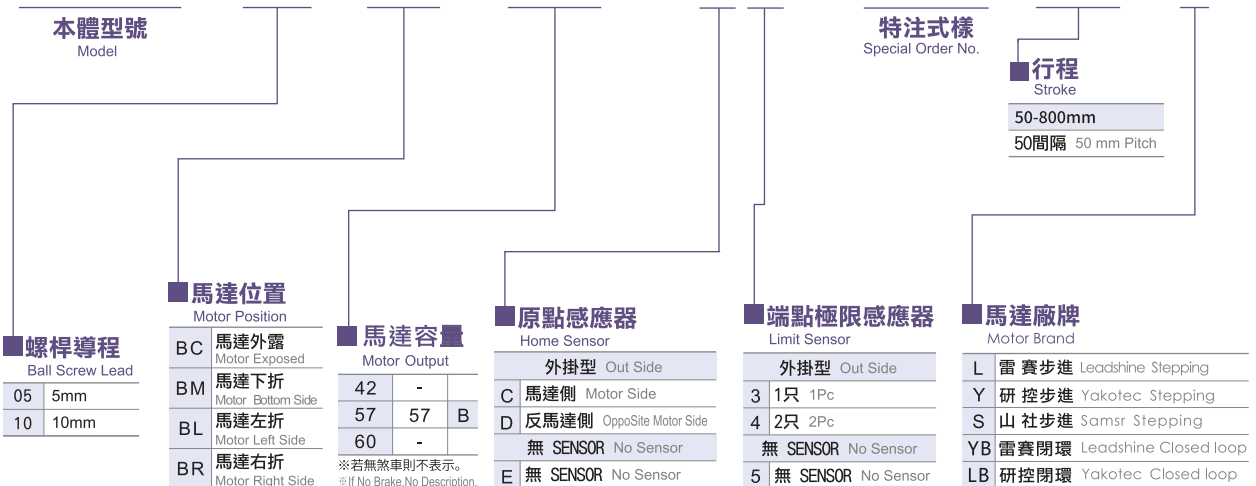 本體型號
Model
特注式樣
Special Order No.
行程
Stroke
50-800mm
50間隔 50 mm Pitch
螺桿導程
Ball Screw Lead
05 5mm
10 10mm
馬達位置
Motor Position
BC 馬達外露
Motor Exposed
BM 馬達下折
Motor Bottom Side
BL 馬達左折
Motor Left Side
BR 馬達右折
Motor Right Side
馬達容量
Motor Output
42 -
57 57 B
60 -
※若無煞車則不表示。
※If No Brake,No Description.
原點感應器
Home Sensor
外掛型 Out Side
C 馬達側 Motor Side
D 反馬達側 OppoSite Motor Side
無 SENSOR No Sensor
E 無 SENSOR No Sensor
端點極限感應器
Limit Sensor
外掛型 Out Side
3 1只 1Pc
4 2只 2Pc
無 SENSOR No Sensor
5 無 SENSOR No Sensor
馬達廠牌
Motor Brand
L 雷賽步進 Leadshine Stepping
Y 研控步進 Yakotec Stepping
S 山社步進 Samsr Stepping
YB 雷賽閉環 Leadshine Closed loop
LB 研控閉環 Yakotec Closed loop